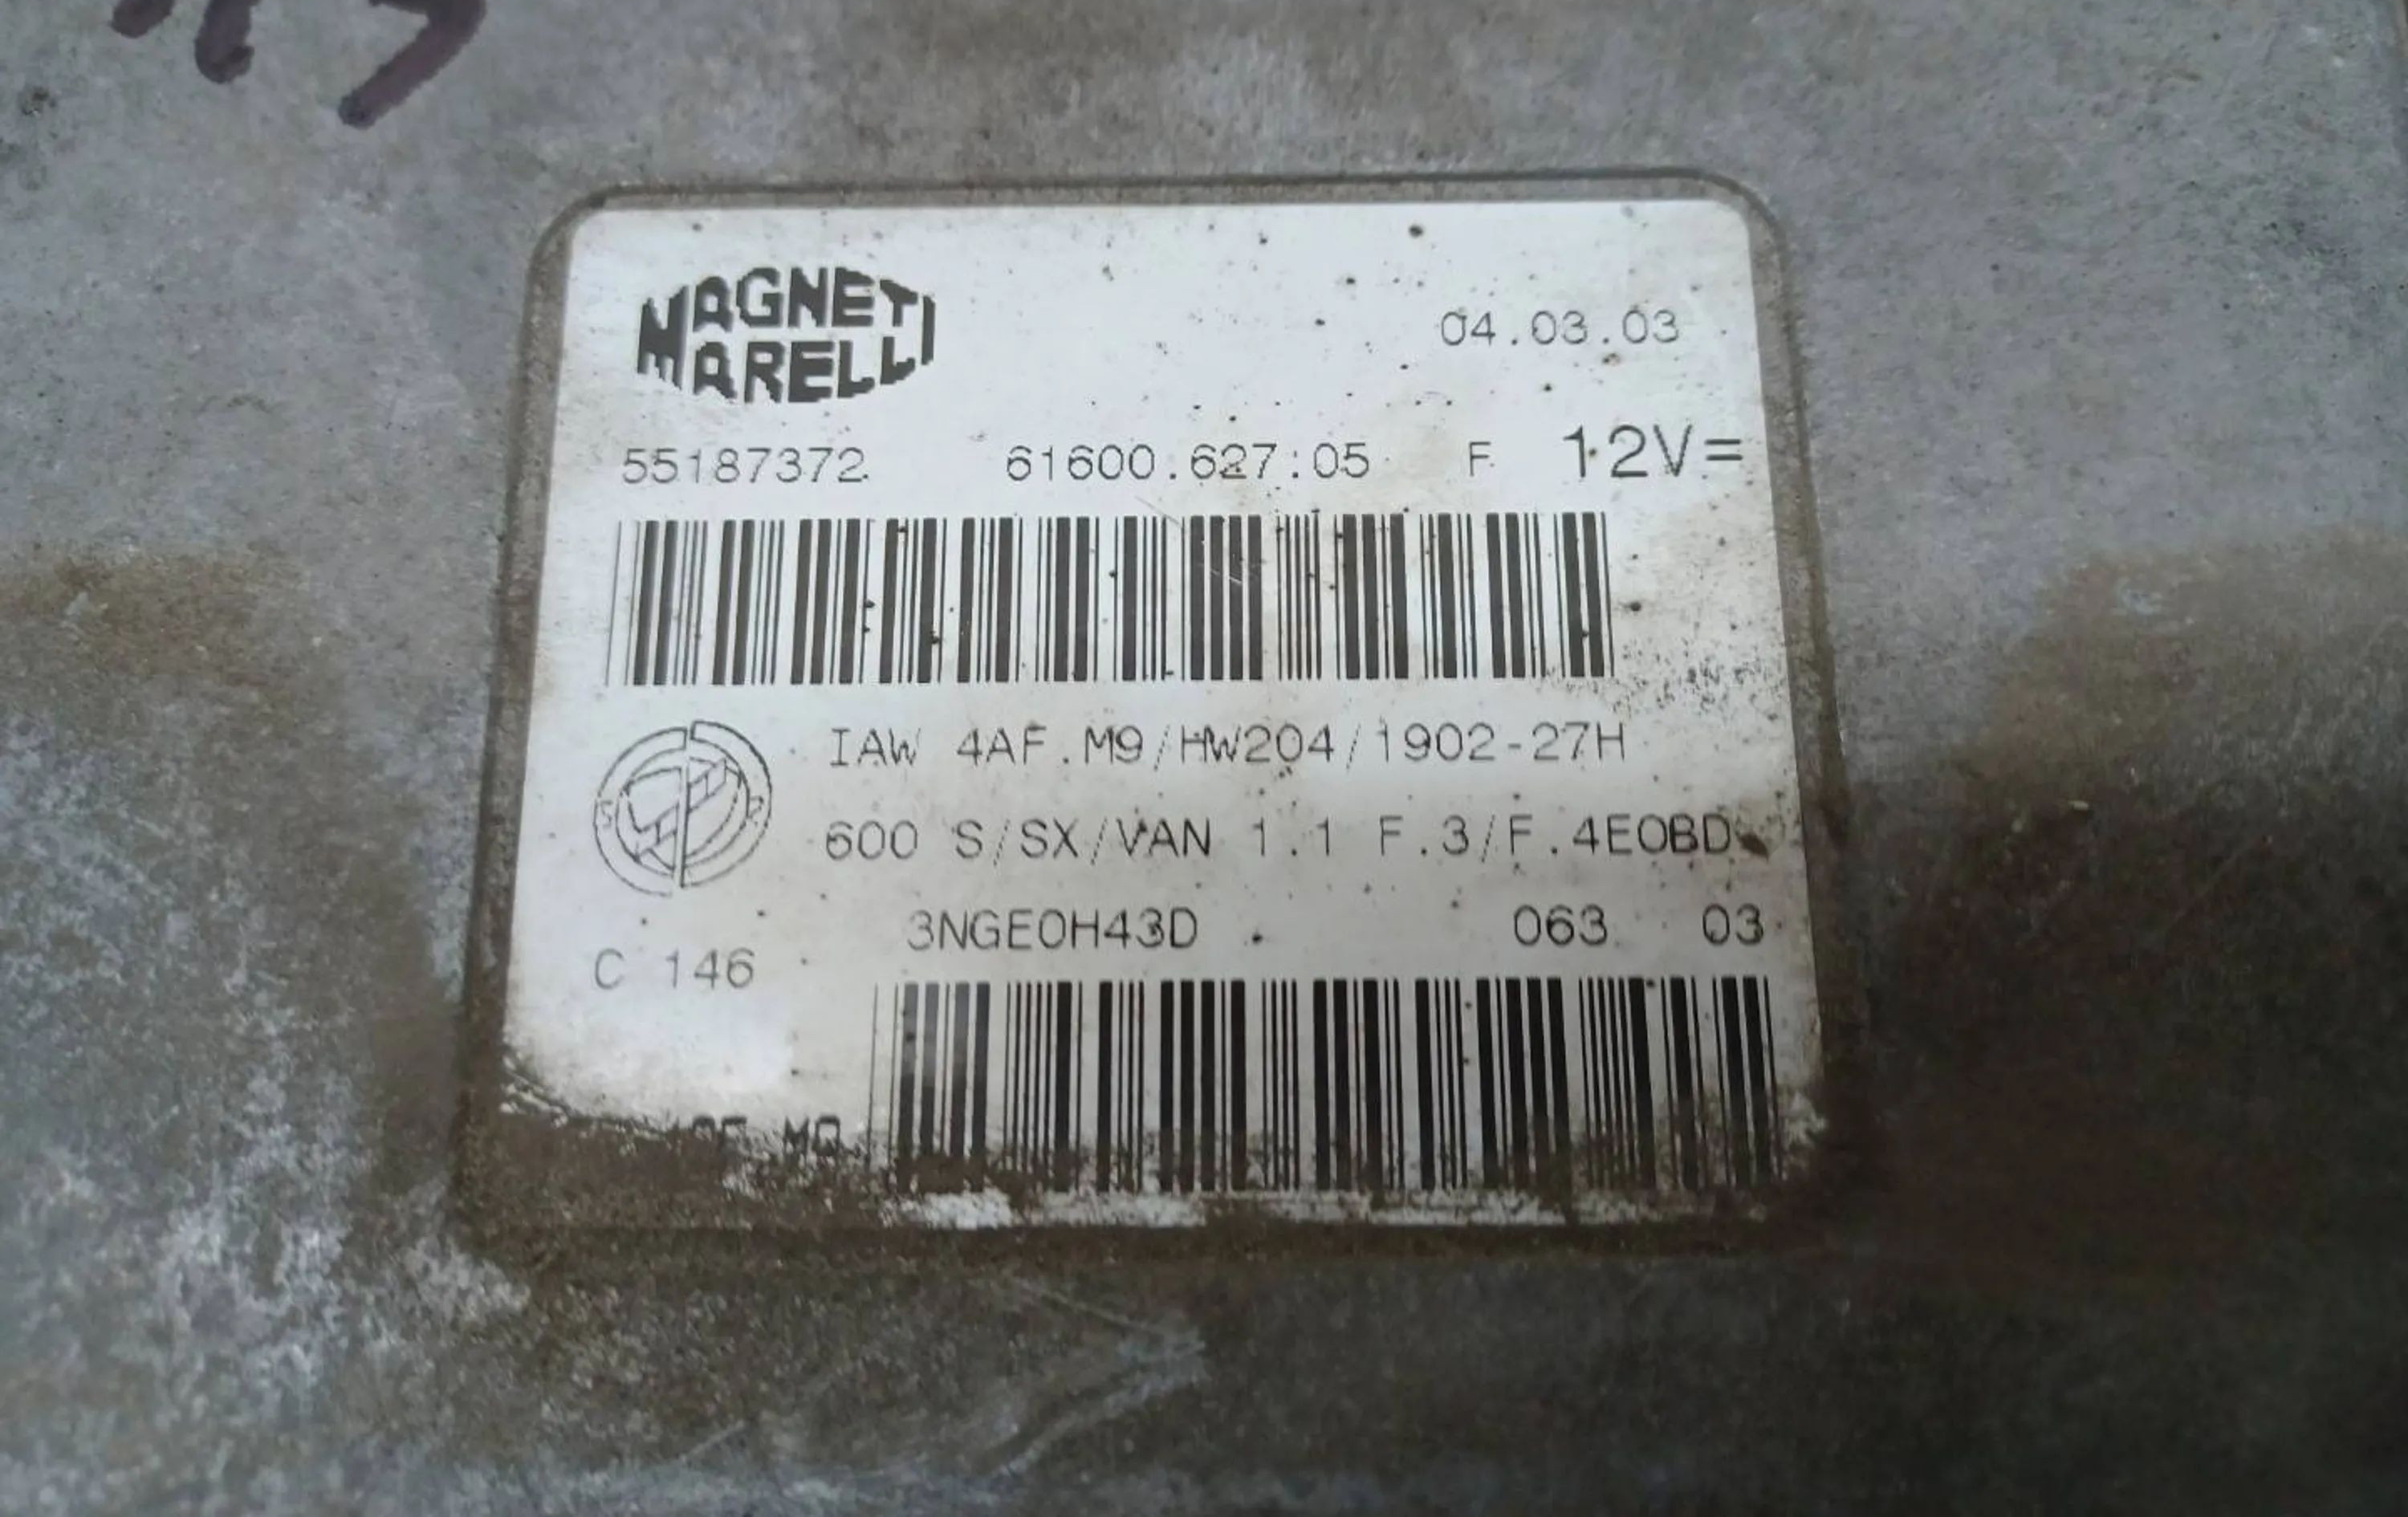 MAGNETI
MARELLI
04.03.03
55187372 61600.627.05 F 12V=
IAW 4AF.M9/HW204/1902-27H
600 S/SX/VAN 1.1 F.3/F.4EOBD
3NGE0H43D 063 03
C 146